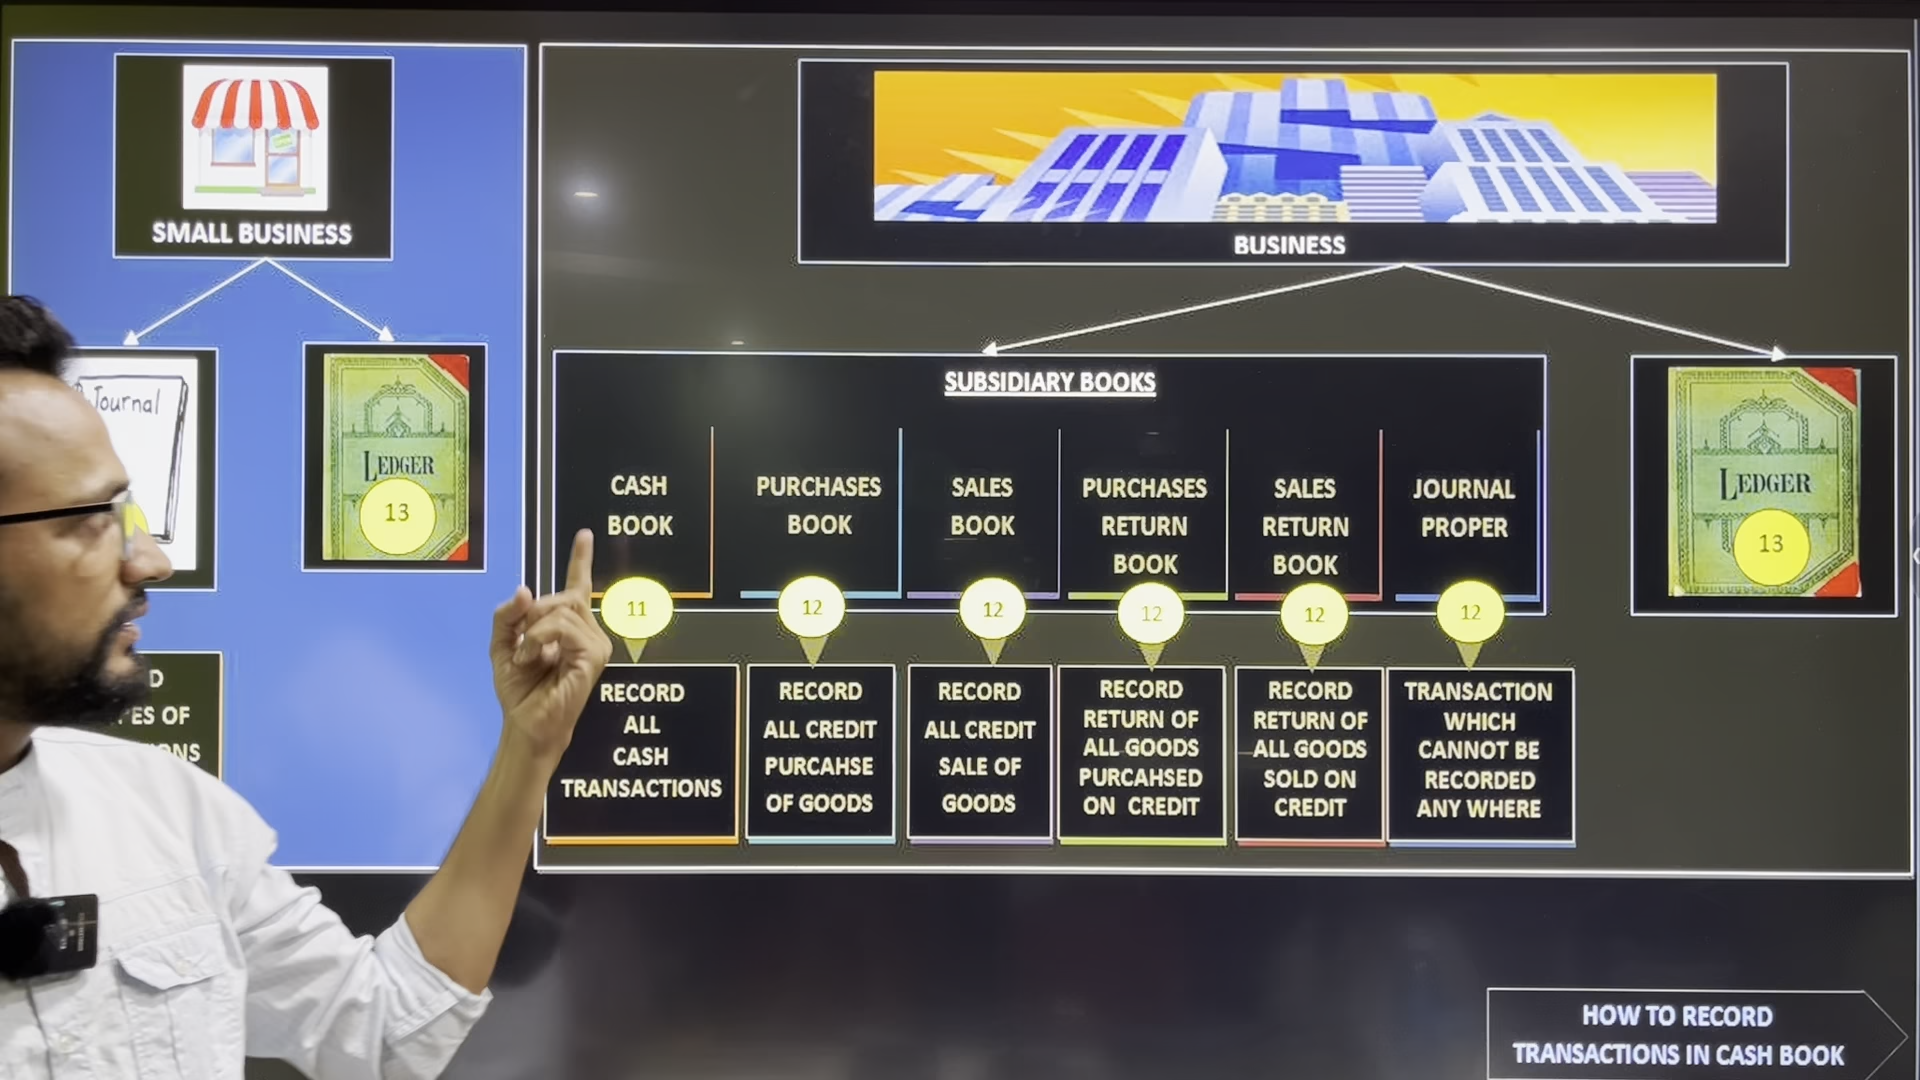 SMALL BUSINESS
Journal
LEDGER
13
BUSINESS
SUBSIDIARY BOOKS
CASH
BOOK
11
RECORD
ALL
CASH
TRANSACTIONS
PURCHASES
BOOK
12
RECORD
ALL CREDIT
PURCAHSE
OF GOODS
SALES
BOOK
12
RECORD
ALL CREDIT
SALE OF
GOODS
PURCHASES
RETURN
BOOK
12
RECORD
RETURN OF
ALL GOODS
PURCAHSED
ON CREDIT
SALES
RETURN
BOOK
12
RECORD
RETURN OF
ALL GOODS
SOLD ON
CREDIT
JOURNAL
PROPER
12
TRANSACTION
WHICH
CANNOT BE
RECORDED
ANY WHERE
LEDGER
13
OF
HOW TO RECORD
TRANSACTIONS IN CASH BOOK